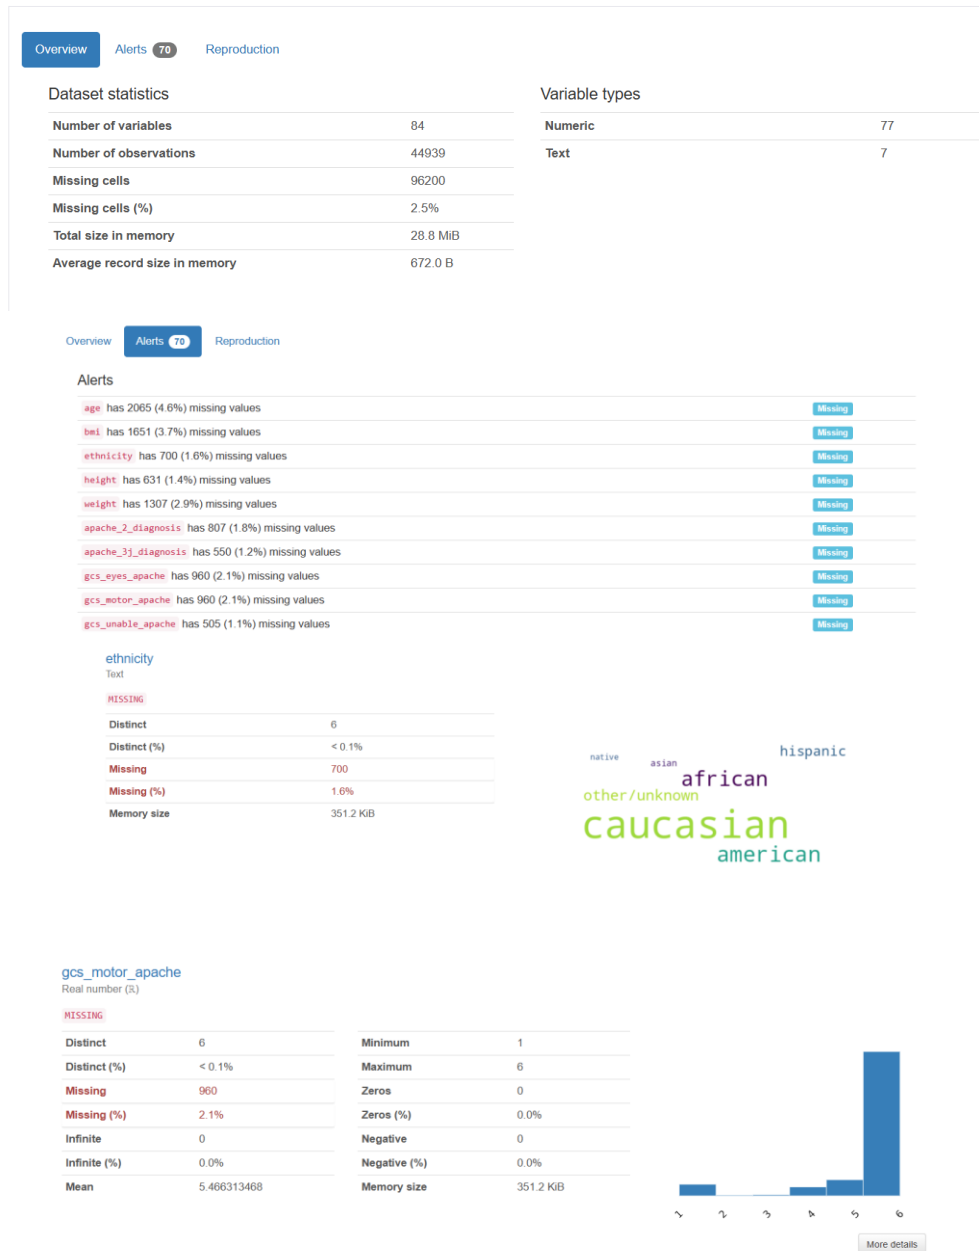 Overview Alerts 70 Reproduction
Dataset statistics
Number of variables 84
Number of observations 44939
Missing cells 96200
Missing cells (%) 2.5%
Total size in memory 28.8 MiB
Average record size in memory 672.0 B
Variable types
Numeric 77
Text 7
Overview Alerts 70 Reproduction
Alerts
age has 2065 (4.6%) missing values Missing
bmi has 1651 (3.7%) missing values Missing
ethnicity has 700 (1.6%) missing values Missing
height has 631 (1.4%) missing values Missing
weight has 1307 (2.9%) missing values Missing
apache_2_diagnosis has 807 (1.8%) missing values Missing
apache_3j_diagnosis has 550 (1.2%) missing values Missing
gcs_eyes_apache has 960 (2.1%) missing values Missing
gcs_motor_apache has 960 (2.1%) missing values Missing
gcs_unable_apache has 505 (1.1%) missing values Missing
ethnicity
Text
MISSING
Distinct 6
Distinct (%) < 0.1%
Missing 700
Missing (%) 1.6%
Memory size 351.2 KiB
hispanic
native
asian
african
other/unknown
caucasian
american
gcs_motor_apache
Real number (ℝ)
MISSING
Distinct 6
Distinct (%) < 0.1%
Missing 960
Missing (%) 2.1%
Infinite 0
Infinite (%) 0.0%
Mean 5.466313468
Minimum 1
Maximum 6
Zeros 0
Zeros (%) 0.0%
Negative 0
Negative (%) 0.0%
Memory size 351.2 KiB
1 2 3 4 5 6
More details